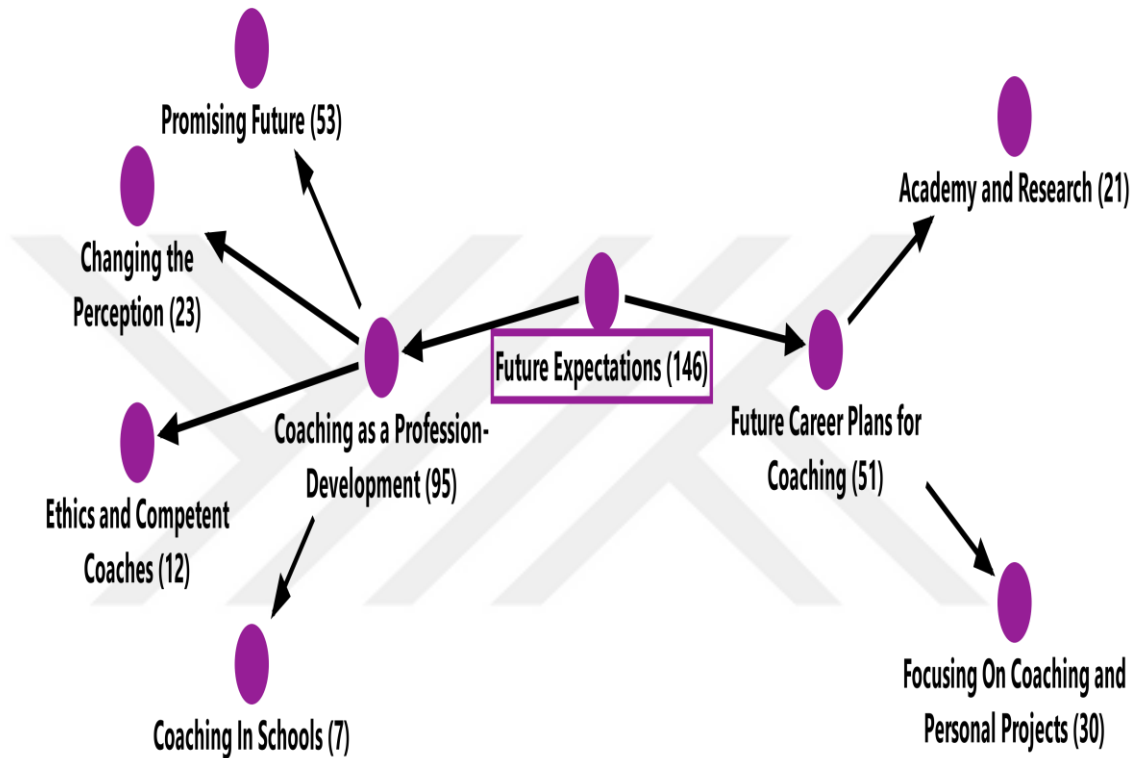 Promising Future (53)
Changing the
Perception (23)
Ethics and Competent
Coaches (12)
Coaching In Schools (7)
Coaching as a Profession-
Development (95)
Future Expectations (146)
Future Career Plans for
Coaching (51)
Academy and Research (21)
Focusing On Coaching and
Personal Projects (30)